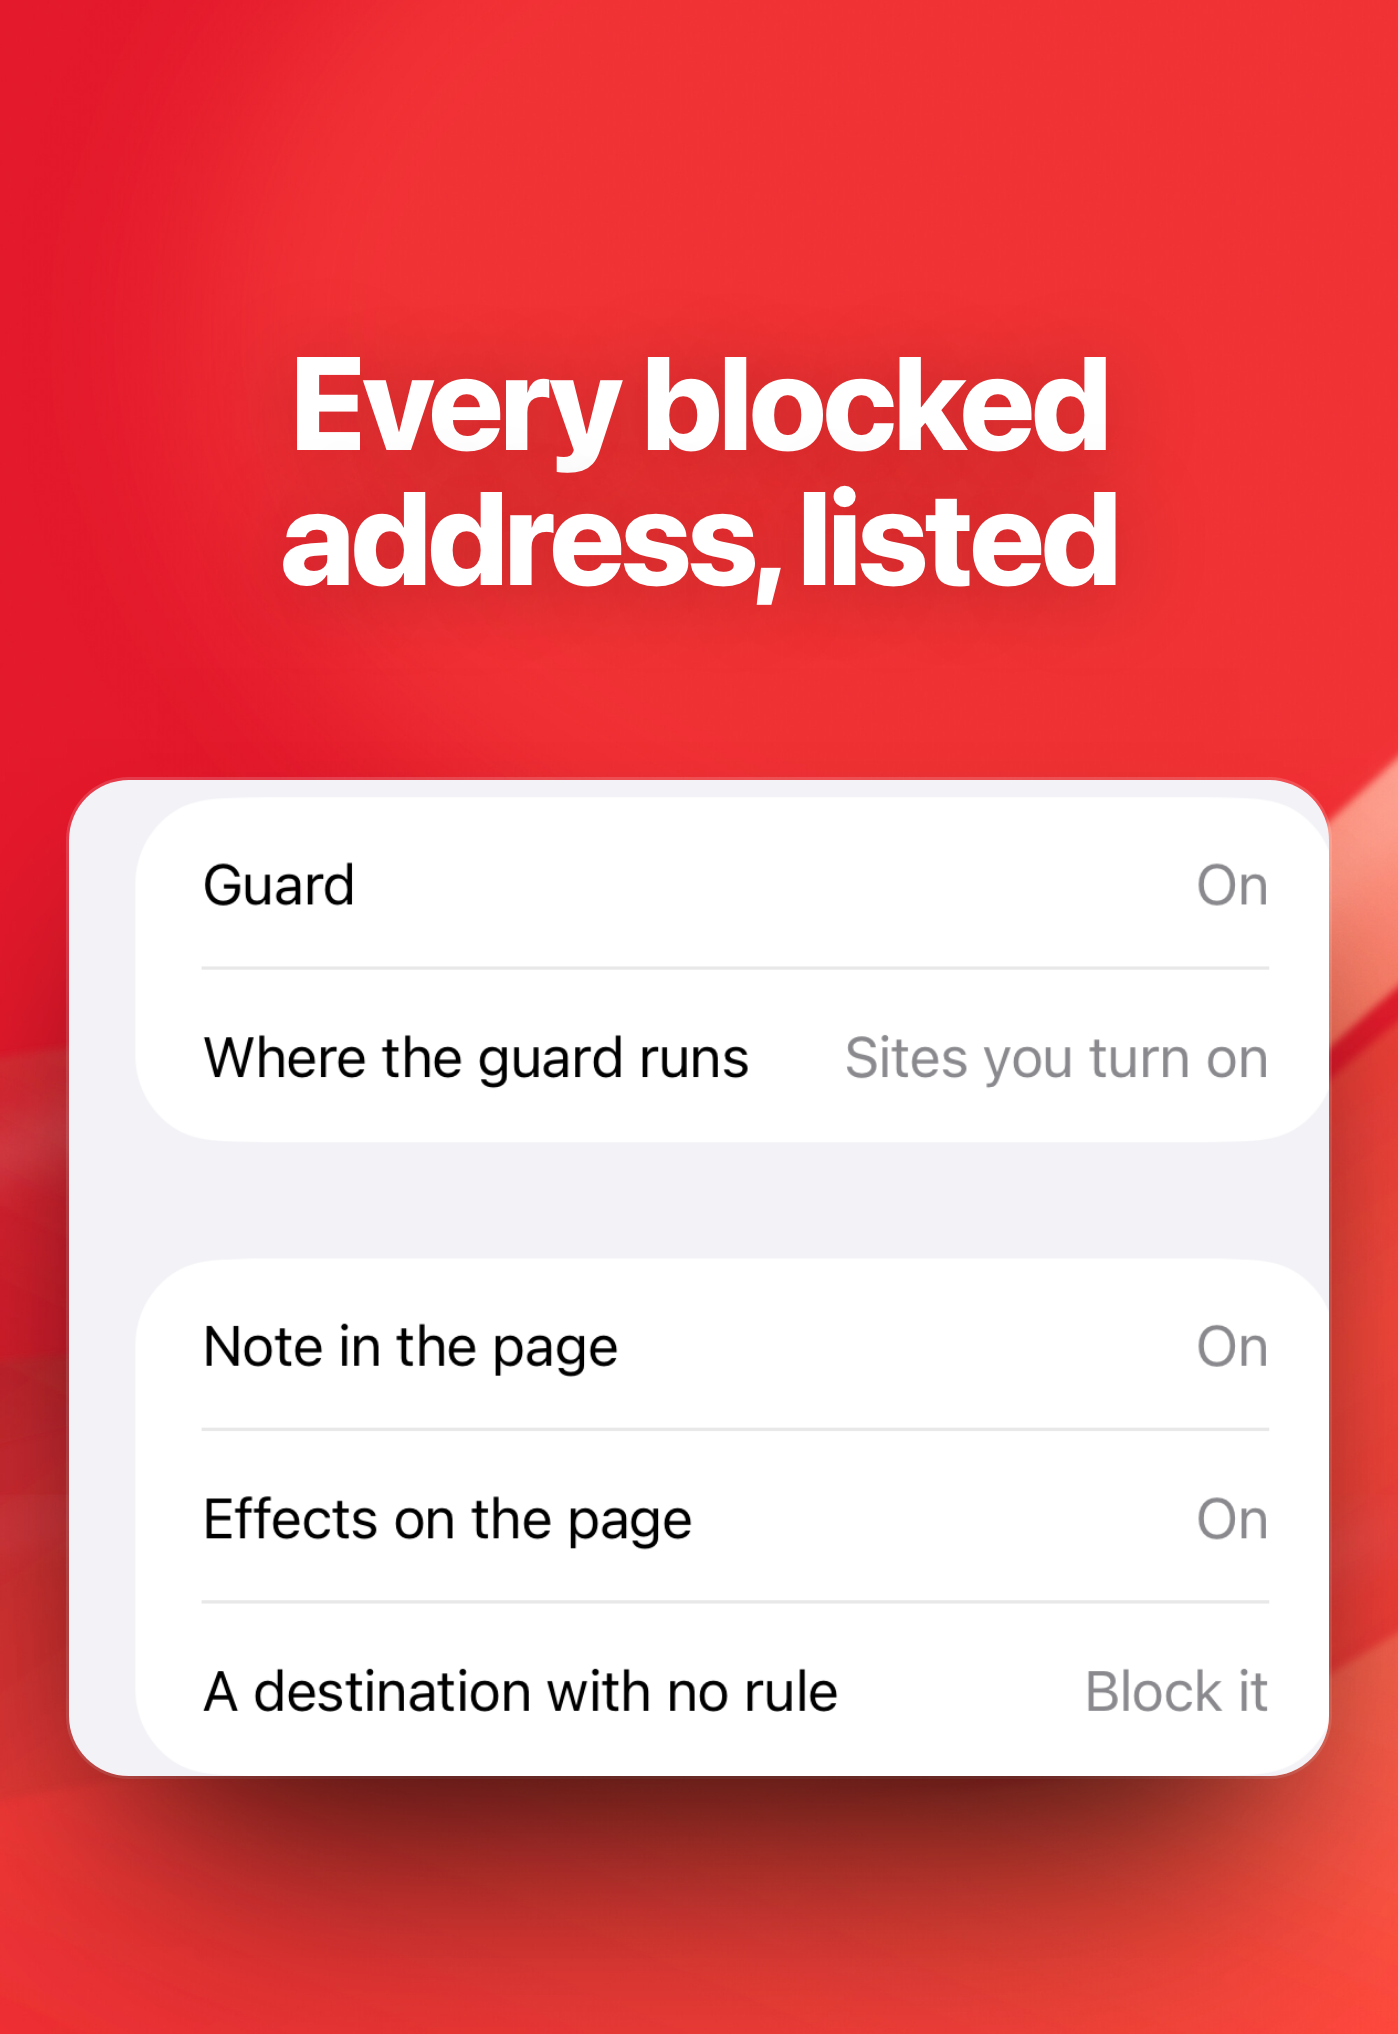 Every blocked
address, listed
Guard On
Where the guard runs Sites you turn on
Note in the page On
Effects on the page On
A destination with no rule Block it